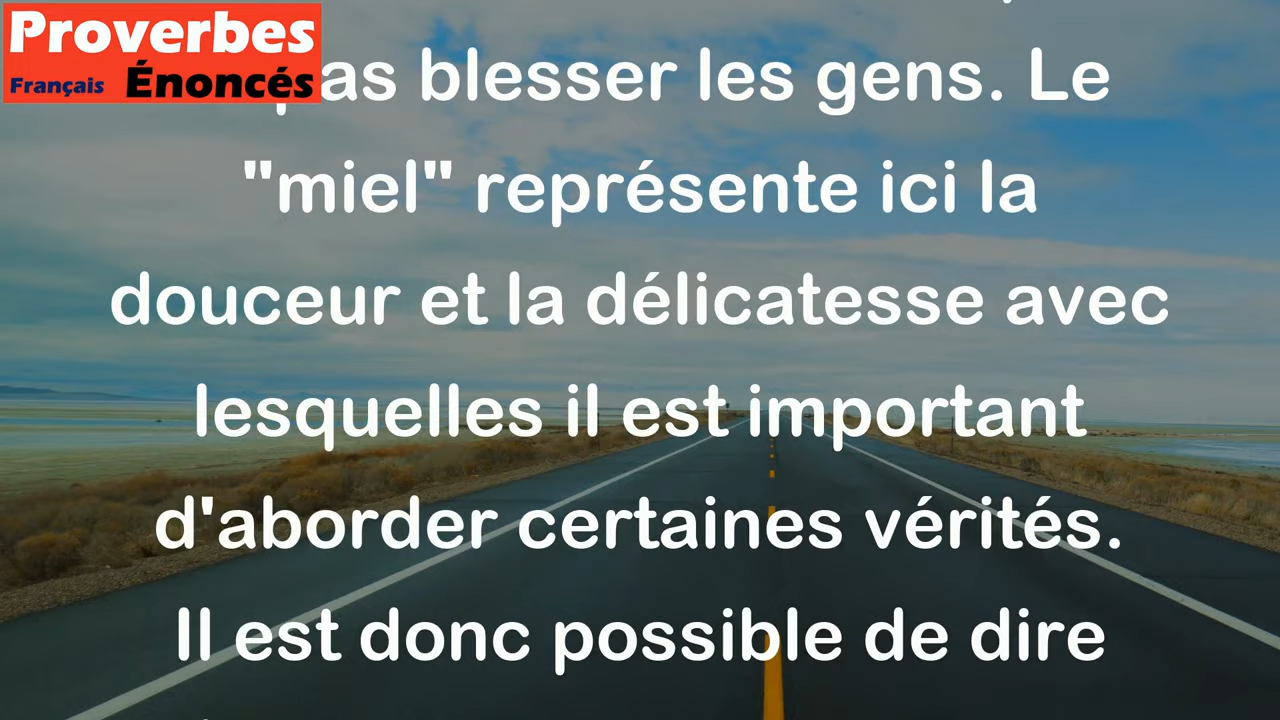 Proverbes
Français Énoncés
pas blesser les gens. Le
"miel" représente ici la
douceur et la délicatesse avec
lesquelles il est important
d'aborder certaines vérités.
Il est donc possible de dire